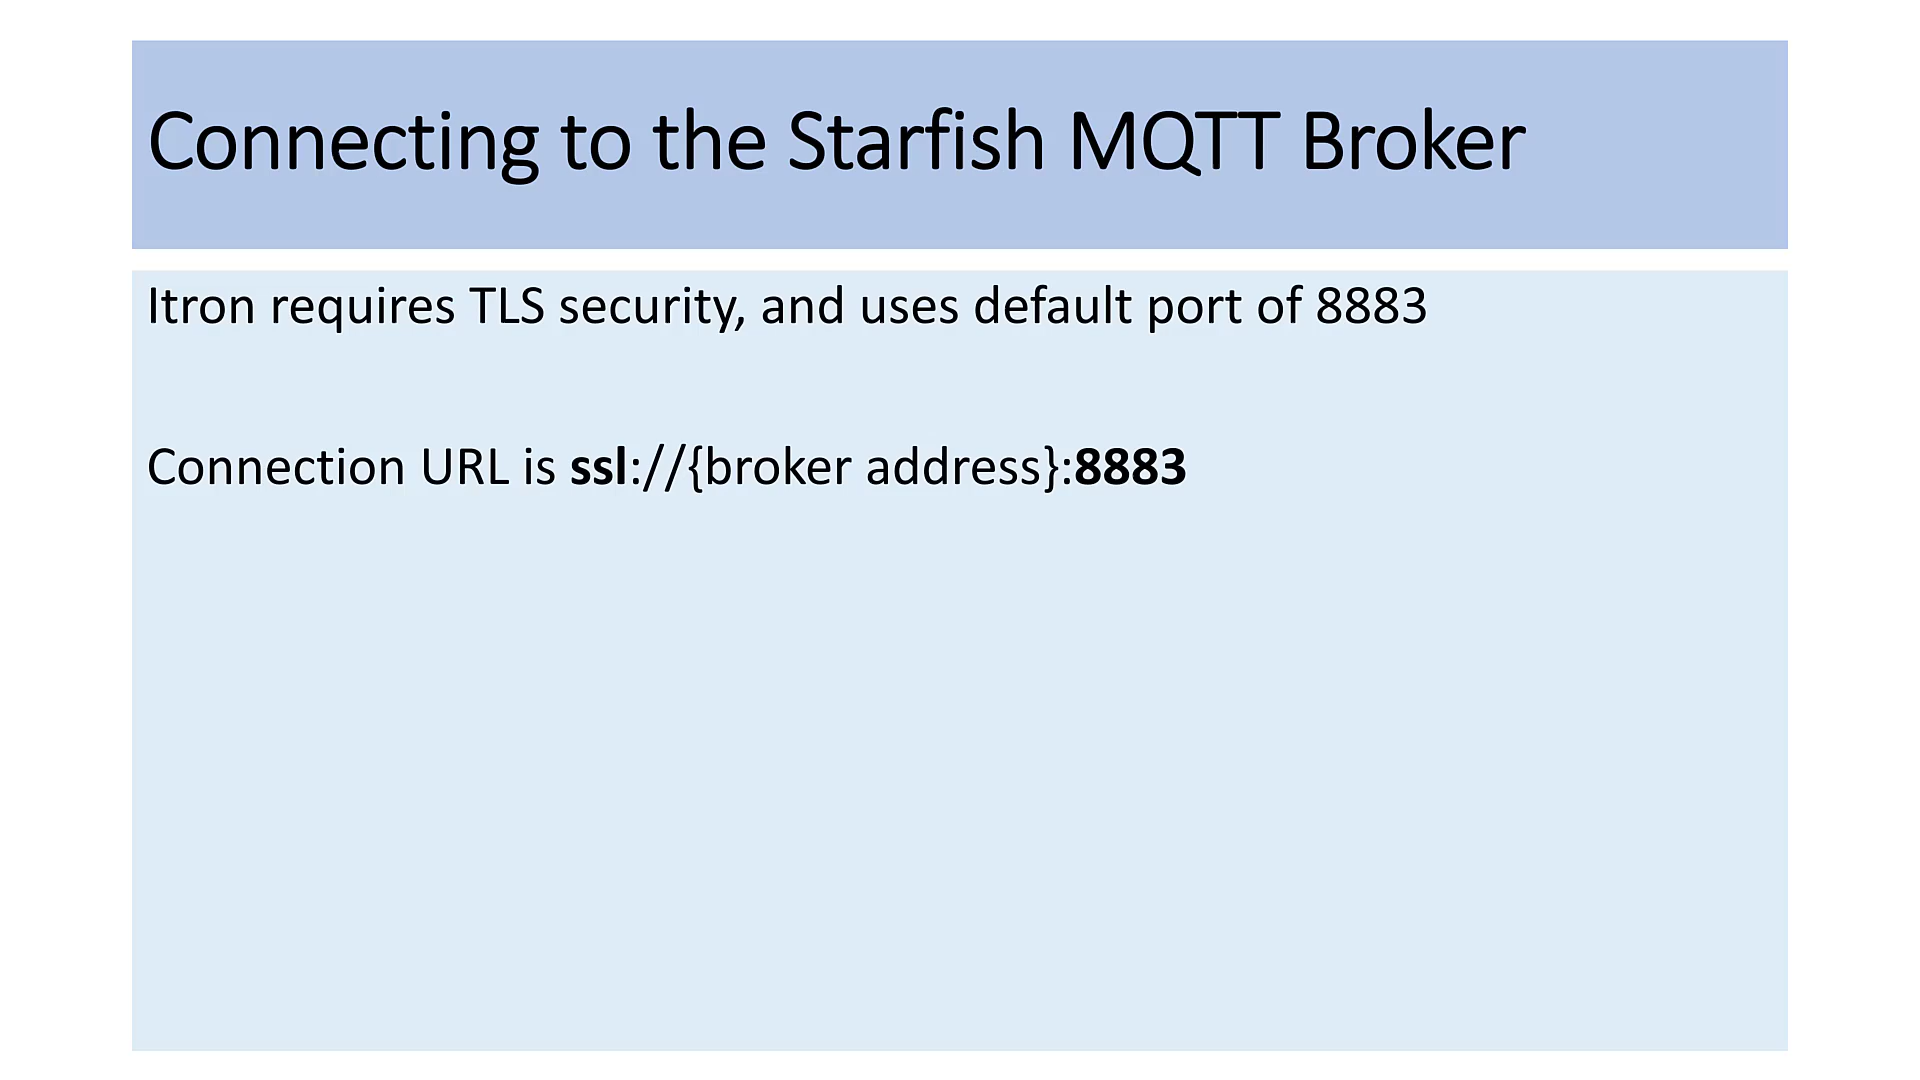 Connecting to the Starfish MQTT Broker
Itron requires TLS security, and uses default port of 8883
Connection URL is ssl://{broker address}:8883